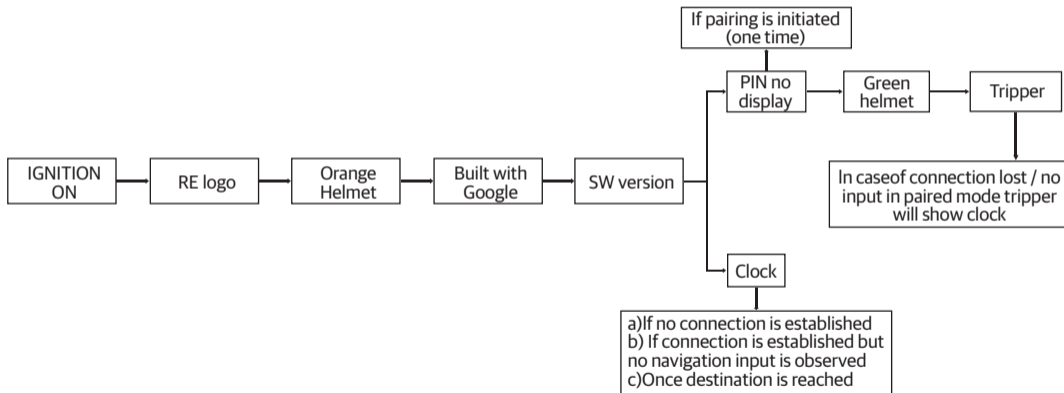 If pairing is initiated
(one time)
PIN no
display
Green
helmet
Tripper
IGNITION
ON
RE logo
Orange
Helmet
Built with
Google
SW version
In caseof connection lost / no
input in paired mode tripper
will show clock
Clock
a)If no connection is established
b) If connection is established but
no navigation input is observed
c)Once destination is reached